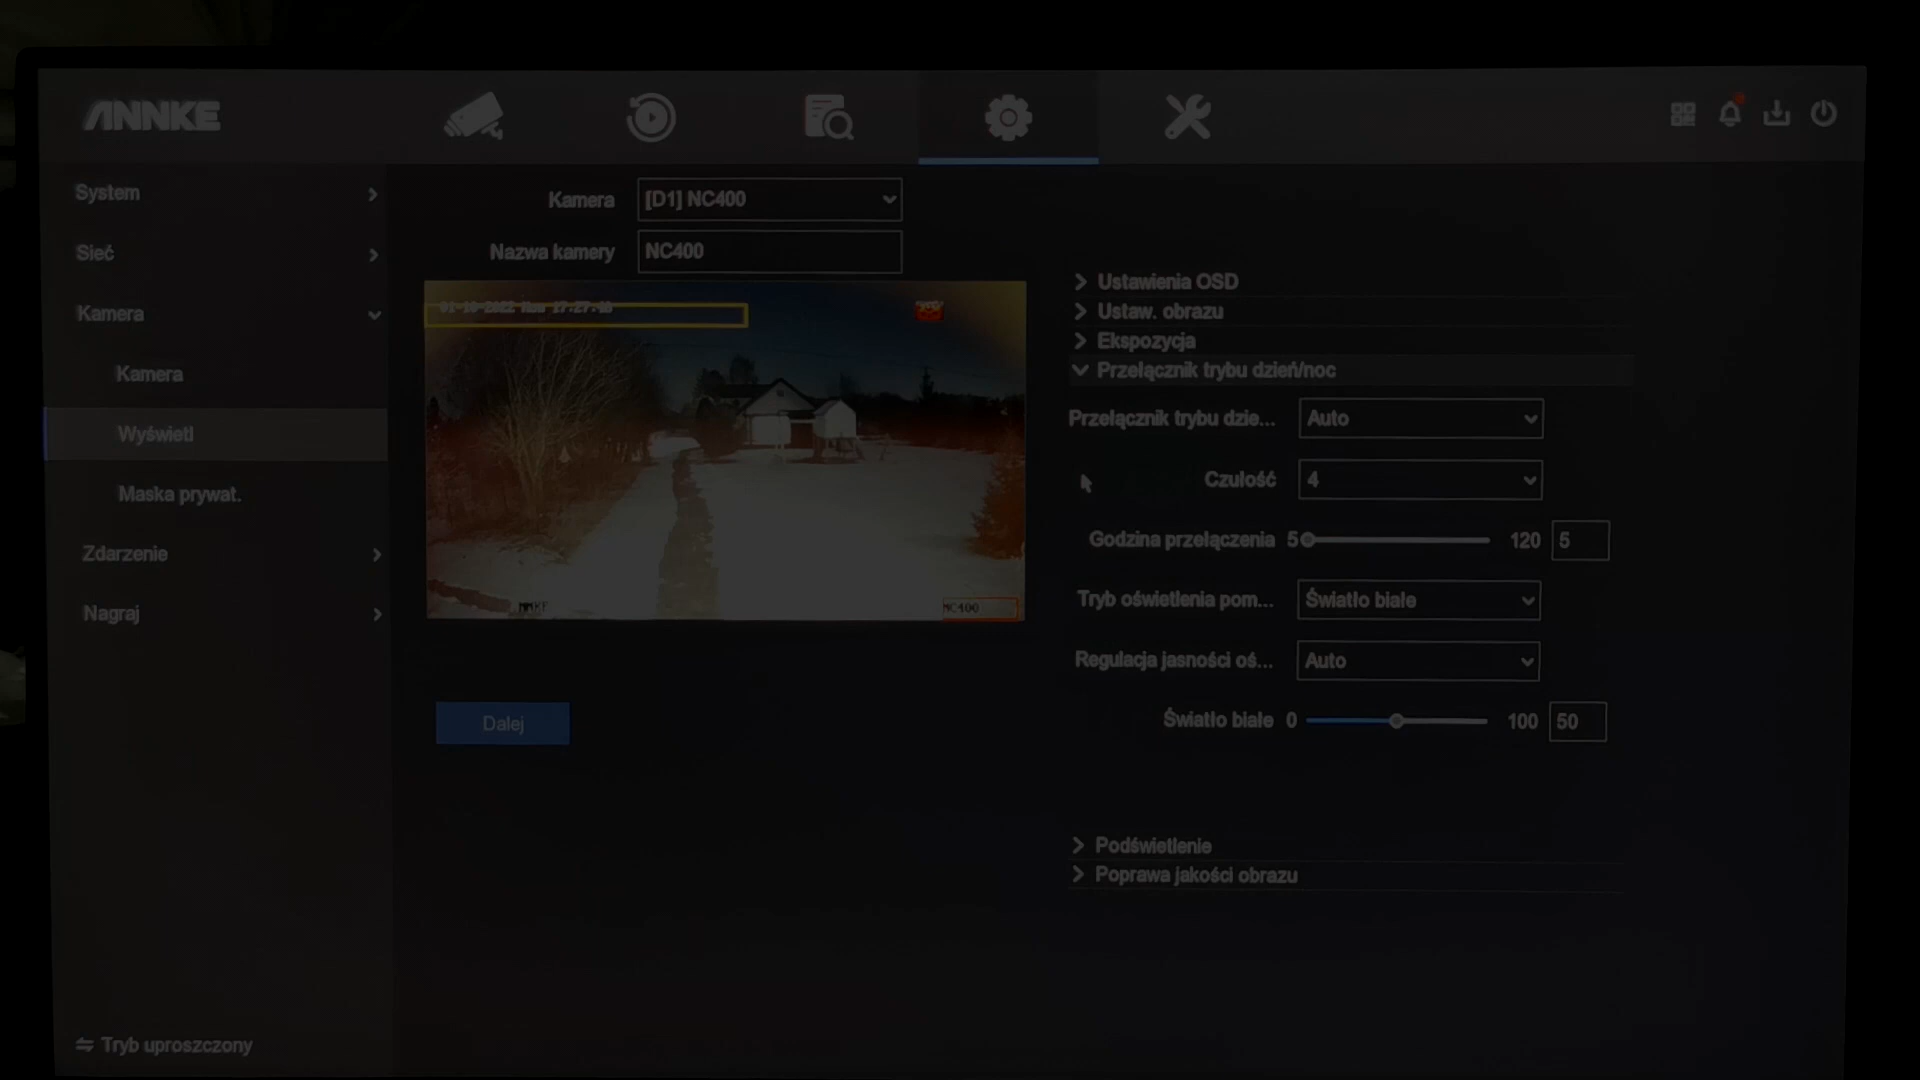 ANNKE
System
Sieć
Kamera
Kamera
Wyświetl
Maska prywat.
Zdarzenie
Nagraj
Tryb uproszczony
Kamera [D1] NC400
Nazwa kamery NC400
17:27:
NC400
Dalej
Ustawienia OSD
Ustaw. obrazu
Ekspozycja
Przełącznik trybu dzień/noc
Przełącznik trybu dzie... Auto
Czułość 4
Godzina przełączenia 5 120 5
Tryb oświetlenia pom... Światło białe
Regulacja jasności oś... Auto
Światło białe 0 100 50
Podświetlenie
Poprawa jakości obrazu